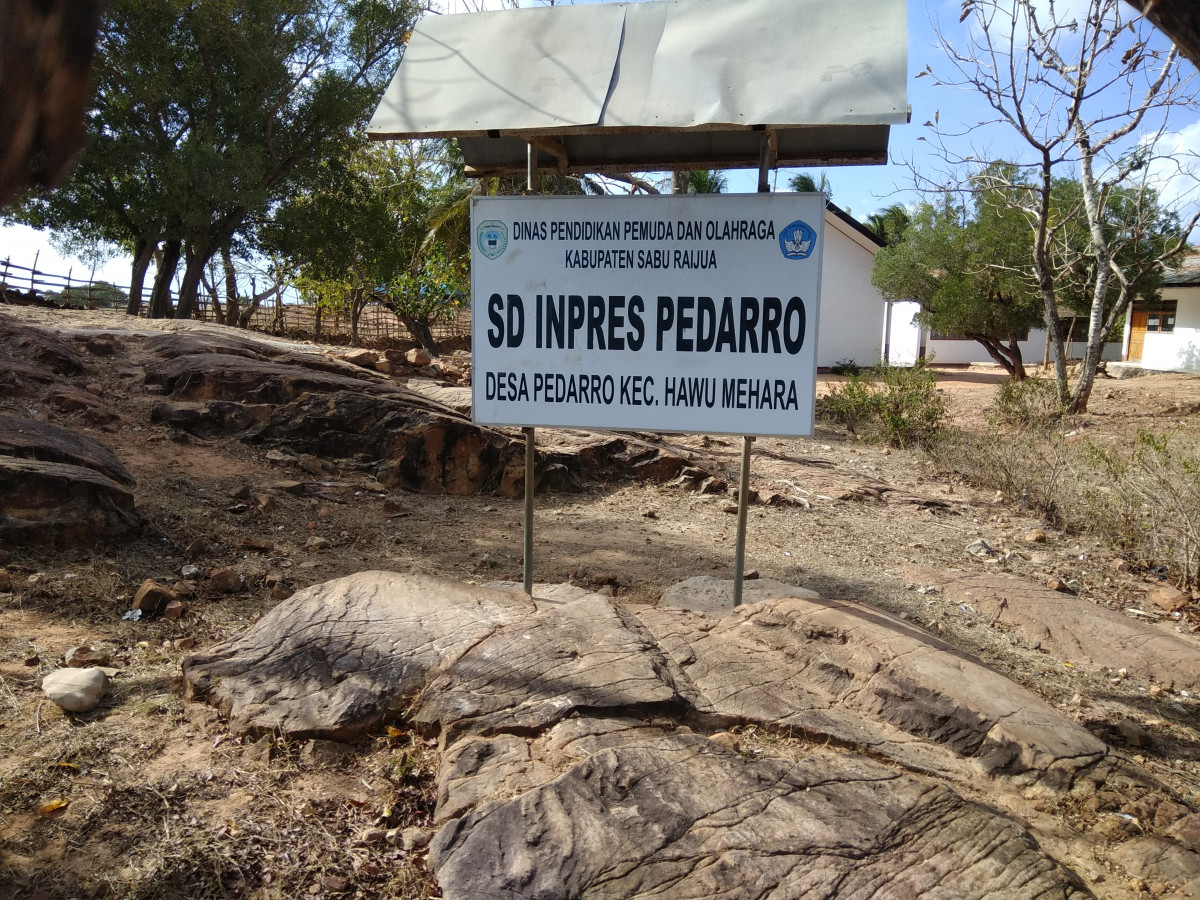 DINAS PENDIDIKAN PEMUDA DAN OLAHRAGA
KABUPATEN SABU RAIJUA
SD INPRES PEDARRO
DESA PEDARRO KEC. HAWU MEHARA